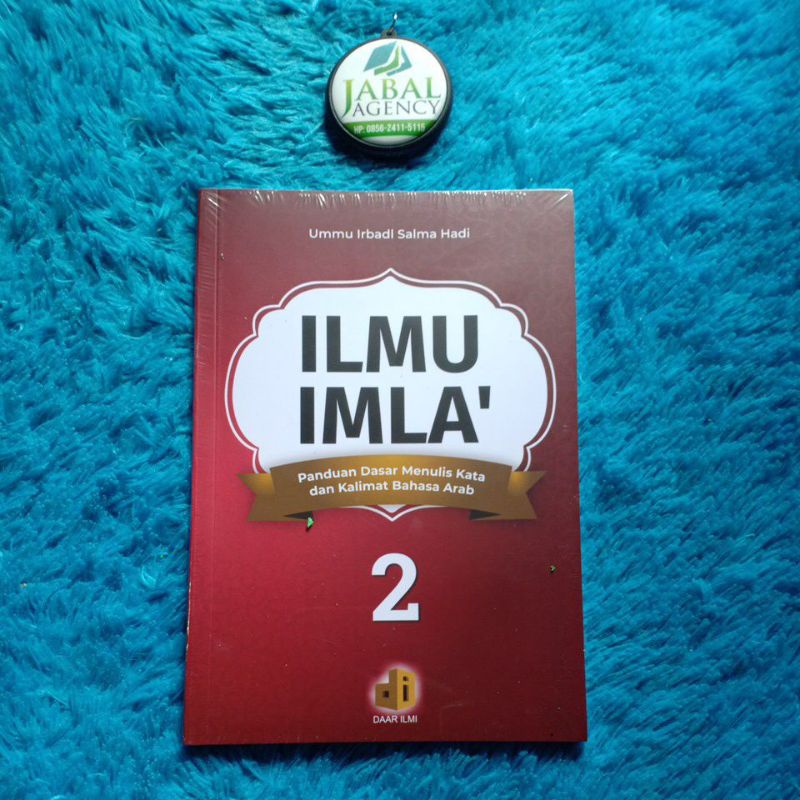 JABAL
AGENCY
HP: 0856-2411-5116
Ummu Irbadl Salma Hadi
ILMU
IMLA'
Panduan Dasar Menulis Kata
dan Kalimat Bahasa Arab
2
di
DAAR ILMI